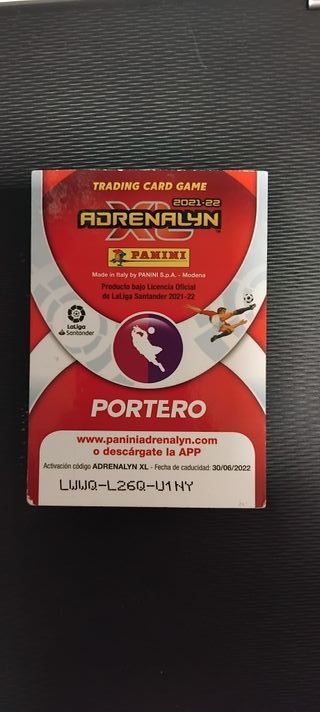 TRADING CARD GAME
2021-22
ADRENALYN XL
PANINI
Made in Italy by PANINI S.p.A. - Modena
Producto bajo Licencia Oficial
de LaLiga Santander 2021-22
LaLiga
Santander
PORTERO
www.paniniadrenalyn.com
o descárgate la APP
Activación código ADRENALYN XL - Fecha de caducidad: 30/06/2022
LWWQ-L26Q-U1NY